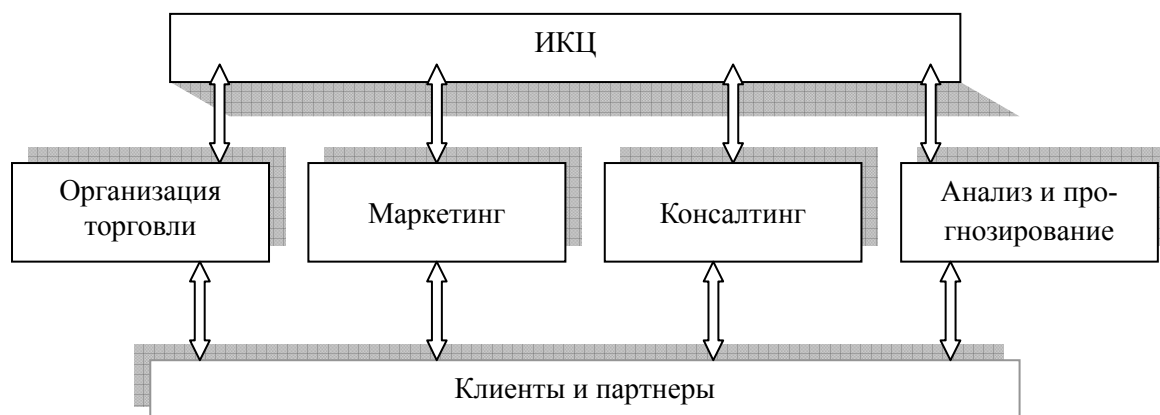 ИКЦ
Организация
торговли
Маркетинг
Консалтинг
Анализ и про-
гнозирование
Клиенты и партнеры